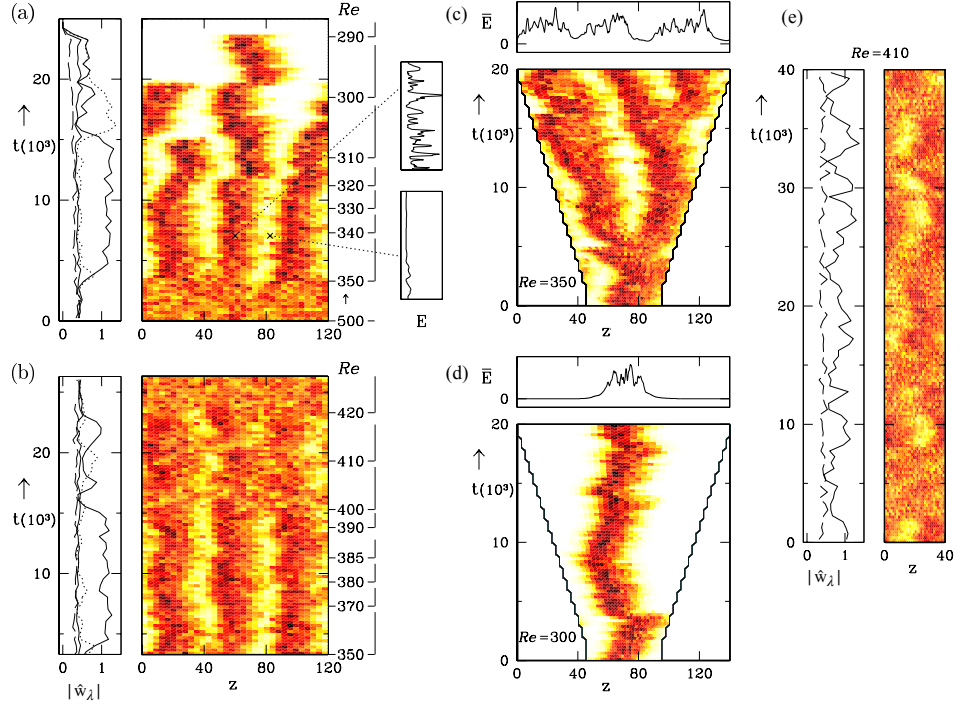 (a)
Re
290
300
310
320
330
340
350
↑
500
20
↑
t(10³)
10
0
0 1
0 40 80 120
E
(b)
Re
420
410
400
390
385
380
370
350
20
↑
t(10³)
10
0 1
|ŵλ|
0 40 80 120
z
(c)
E̅
0
20
↑
t(10³)
10
0
Re=350
0 40 80 120
z
(d)
E̅
0
20
↑
t(10³)
10
0
Re=300
0 40 80 120
z
(e)
Re=410
40
↑
t(10³)
30
20
10
0
0 1
|ŵλ|
0 40
z